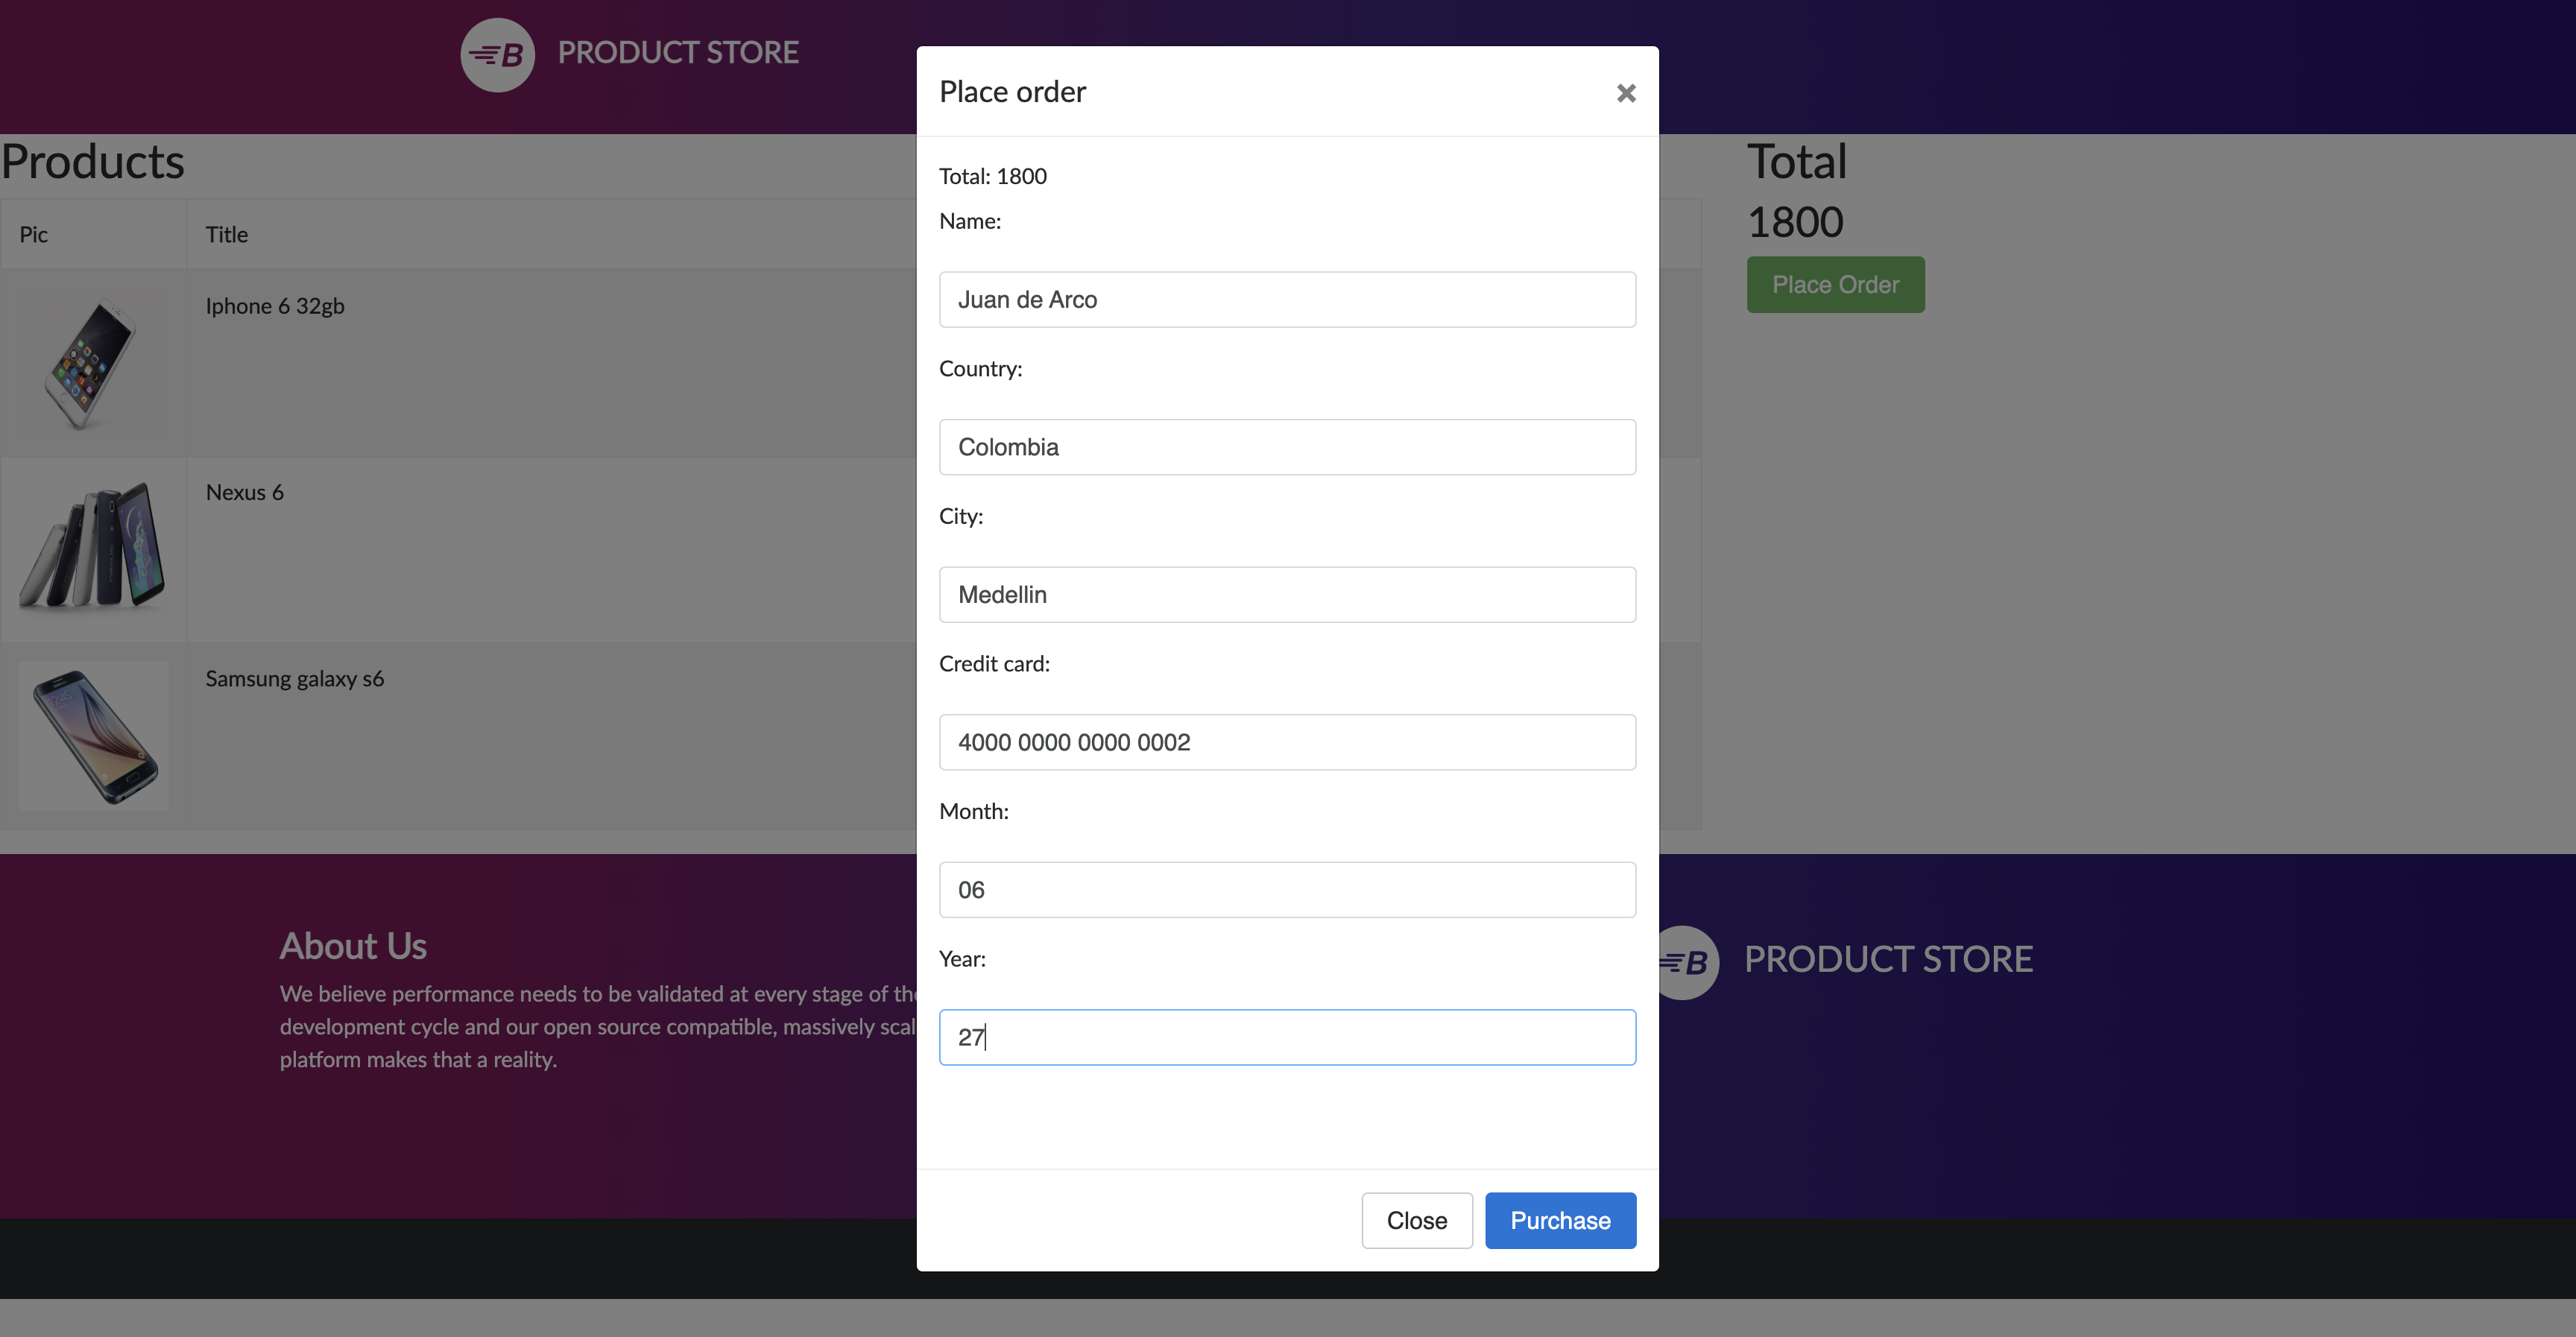 B PRODUCT STORE
Products
Pic Title
Iphone 6 32gb
Nexus 6
Samsung galaxy s6
Total
1800
Place Order
Place order
Total: 1800
Name:
Juan de Arco
Country:
Colombia
City:
Medellin
Credit card:
4000 0000 0000 0002
Month:
06
Year:
27
Close Purchase
About Us
We believe performance needs to be validated at every stage of the
development cycle and our open source compatible, massively scal
platform makes that a reality.
B PRODUCT STORE